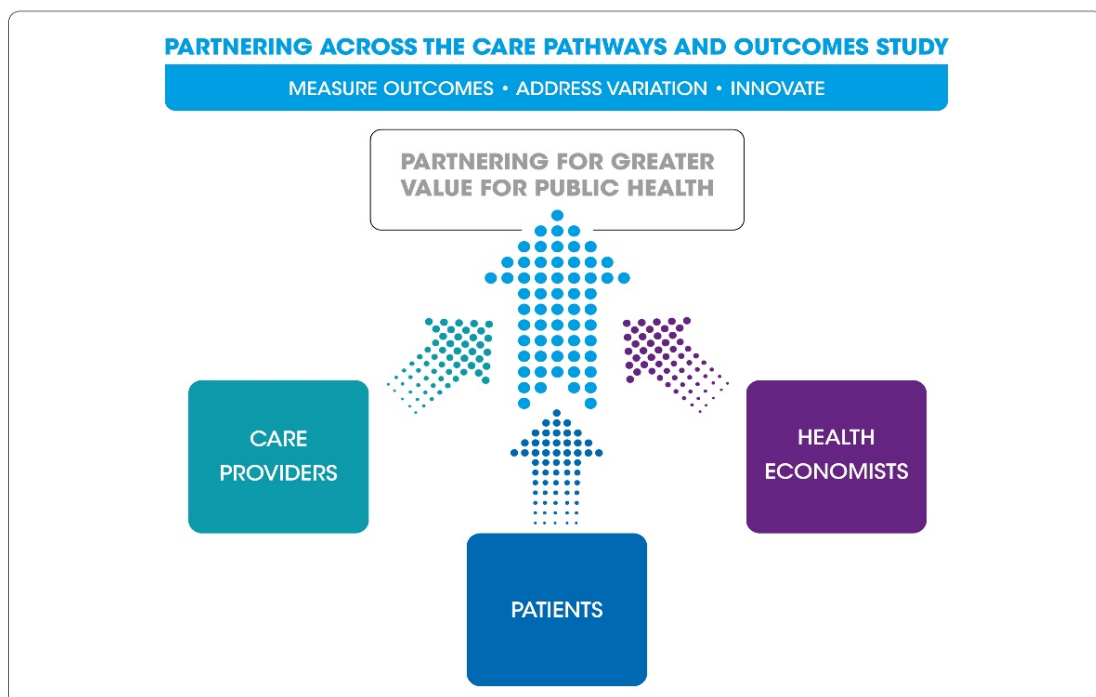 PARTNERING ACROSS THE CARE PATHWAYS AND OUTCOMES STUDY
MEASURE OUTCOMES • ADDRESS VARIATION • INNOVATE
PARTNERING FOR GREATER
VALUE FOR PUBLIC HEALTH
CARE
PROVIDERS
HEALTH
ECONOMISTS
PATIENTS